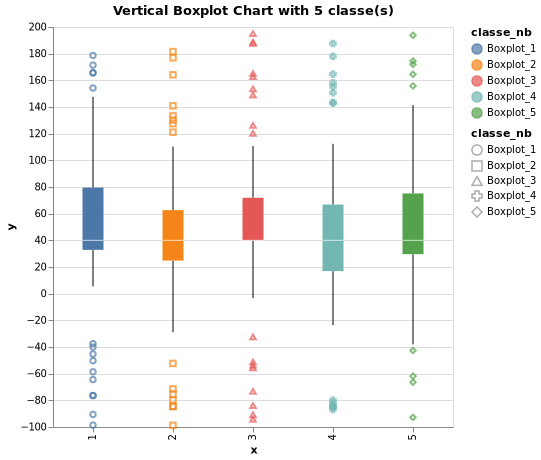 Vertical Boxplot Chart with 5 classe(s)
200
180
160
140
120
100
80
60
40
20
0
−20
−40
−60
−80
−100
y
1
2
3
4
5
x
classe_nb
Boxplot_1
Boxplot_2
Boxplot_3
Boxplot_4
Boxplot_5
classe_nb
Boxplot_1
Boxplot_2
Boxplot_3
Boxplot_4
Boxplot_5